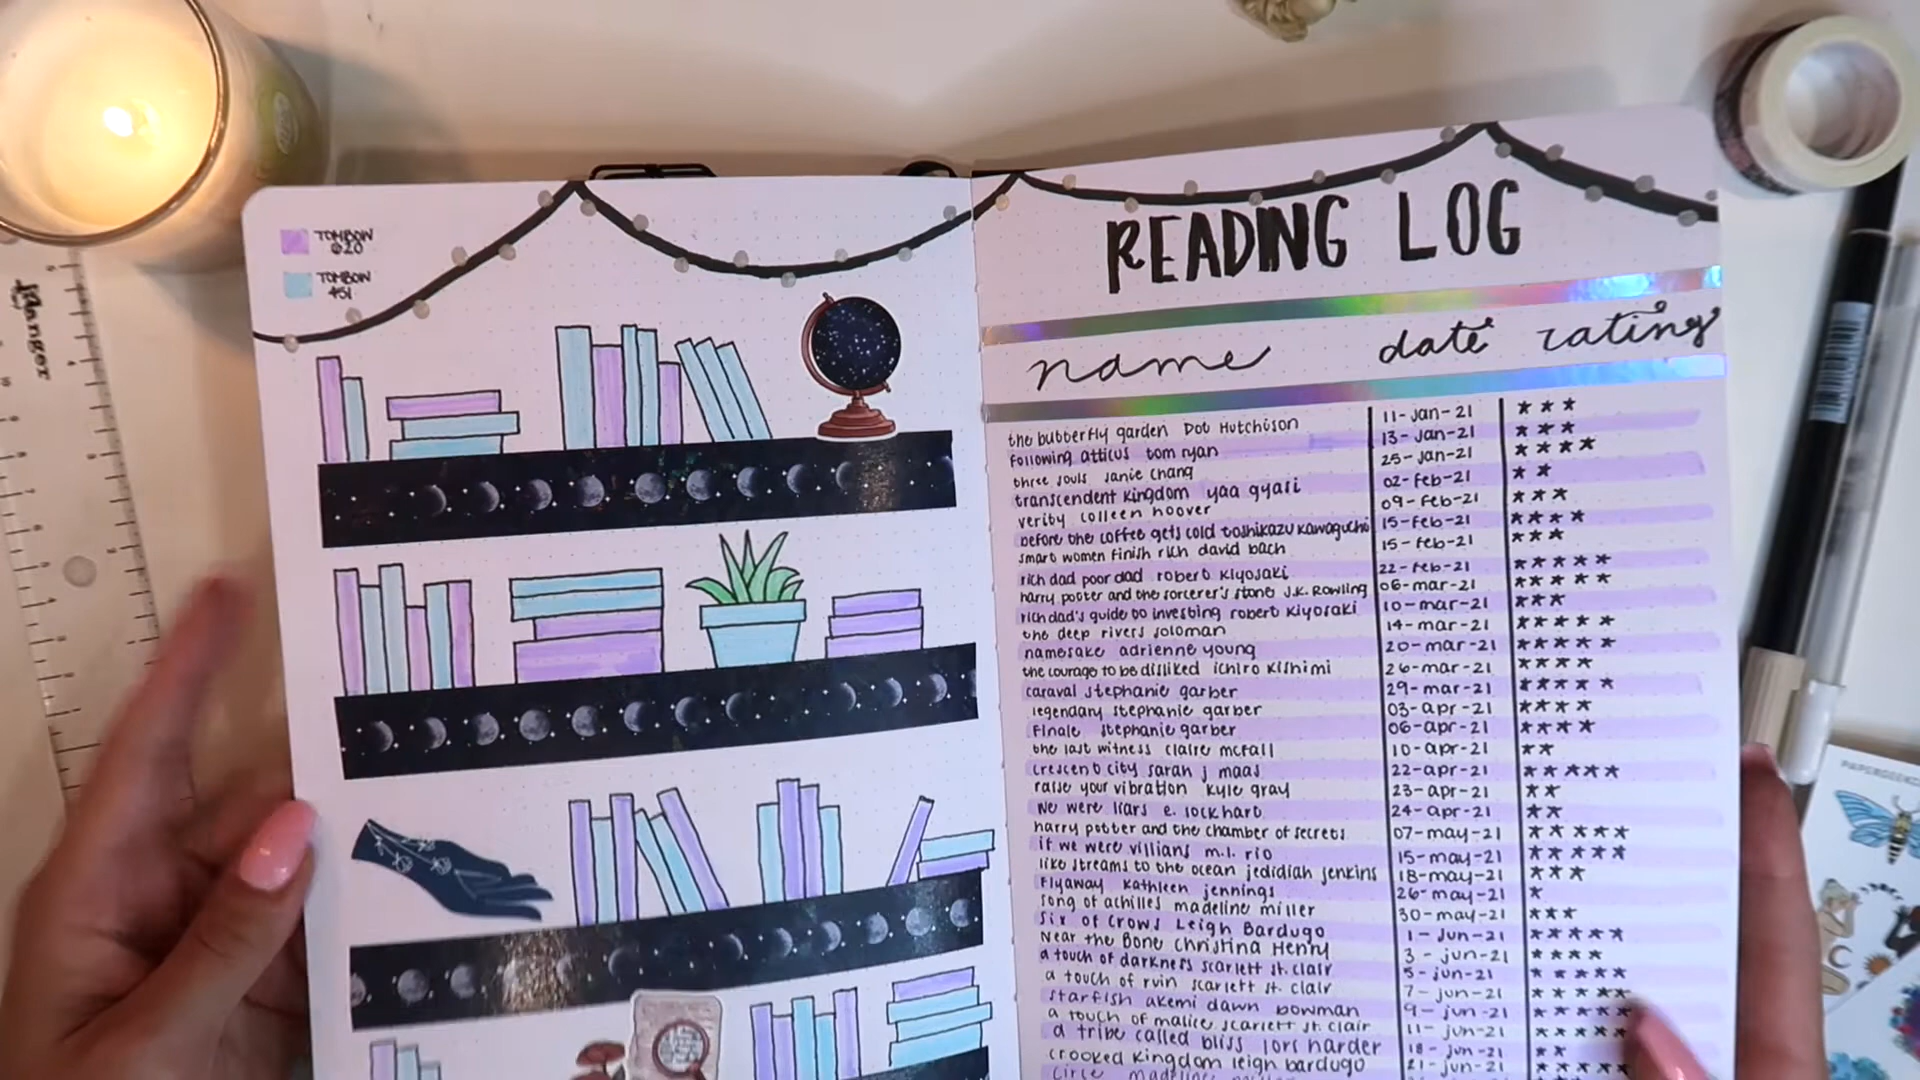 TOMBOW
620
TOMBOW
451
READING LOG
name date rating
the butterfly garden Dot Hutchison 11-Jan-21 ★★★
following atticus tom ryan 13-Jan-21 ★★★
three souls Janie Chang 25-Jan-21 ★★★★
transcendent kingdom yaa gyasi 02-Feb-21 ★★
verity colleen hoover 09-Feb-21 ★★★
before the coffee gets cold toshikazu kawaguchi 15-Feb-21 ★★★★
smart women finish rich david bach 15-Feb-21 ★★★
rich dad poor dad robert kiyosaki 22-Feb-21 ★★★★★
harry potter and the sorcerer's stone J.K. Rowling 06-mar-21 ★★★★★
rich dad's guide to investing robert kiyosaki 10-mar-21 ★★★
the deep rivers soloman 14-mar-21 ★★★★★
namesake adrienne young 20-mar-21 ★★★★★
the courage to be disliked ichiro kishimi 26-mar-21 ★★★★
caraval stephanie garber 29-mar-21 ★★★★★
legendary stephanie garber 03-apr-21 ★★★★
Finale stephanie garber 06-apr-21 ★★★★
the last witness claire mcfall 10-apr-21 ★★
crescent city sarah j maas 22-apr-21 ★★★★★
raise your vibration kyle gray 23-apr-21 ★★
we were liars e. lockhard 24-apr-21 ★★
harry potter and the chamber of secrets 07-may-21 ★★★★★
if we were villians m.l. rio 15-may-21 ★★★★★
like streams to the ocean jedidiah jenkins 18-may-21 ★★★
Flyaway kathleen jennings 26-may-21 ★
song of achilles madeline miller 30-may-21 ★★★
Six of Crows Leigh Bardugo 1-Jun-21 ★★★★★
Near the Bone Christina Henry 3-Jun-21 ★★★★
a touch of darkness scarlett st. clair 5-Jun-21 ★★★★★
a touch of ruin scarlett st. clair 7-Jun-21 ★★★★★
starfish akemi dawn bowman 9-Jun-21 ★★★★★
a touch of malice scarlett st. clair 11-Jun-21 ★★★★★
a tribe called bliss lori harder 18-Jun-21 ★★
crooked kingdom leigh bardugo 21-Jun-21 ★★★★★
circe